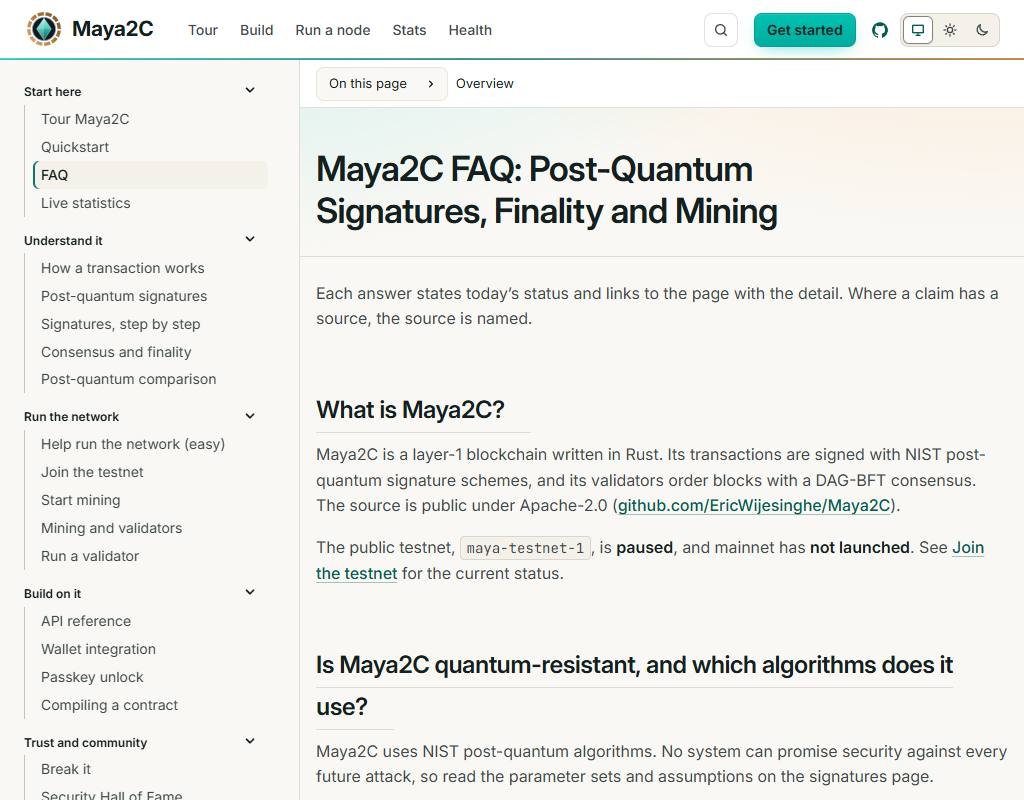 Maya2C
Tour
Build
Run a node
Stats
Health
Get started
Start here
Tour Maya2C
Quickstart
FAQ
Live statistics
Understand it
How a transaction works
Post-quantum signatures
Signatures, step by step
Consensus and finality
Post-quantum comparison
Run the network
Help run the network (easy)
Join the testnet
Start mining
Mining and validators
Run a validator
Build on it
API reference
Wallet integration
Passkey unlock
Compiling a contract
Trust and community
Break it
Security Hall of Fame
On this page
Overview
Maya2C FAQ: Post-Quantum
Signatures, Finality and Mining
Each answer states today’s status and links to the page with the detail. Where a claim has a
source, the source is named.
What is Maya2C?
Maya2C is a layer-1 blockchain written in Rust. Its transactions are signed with NIST post-
quantum signature schemes, and its validators order blocks with a DAG-BFT consensus.
The source is public under Apache-2.0 (github.com/EricWijesinghe/Maya2C).
The public testnet, maya-testnet-1, is paused, and mainnet has not launched. See Join
the testnet for the current status.
Is Maya2C quantum-resistant, and which algorithms does it
use?
Maya2C uses NIST post-quantum algorithms. No system can promise security against every
future attack, so read the parameter sets and assumptions on the signatures page.